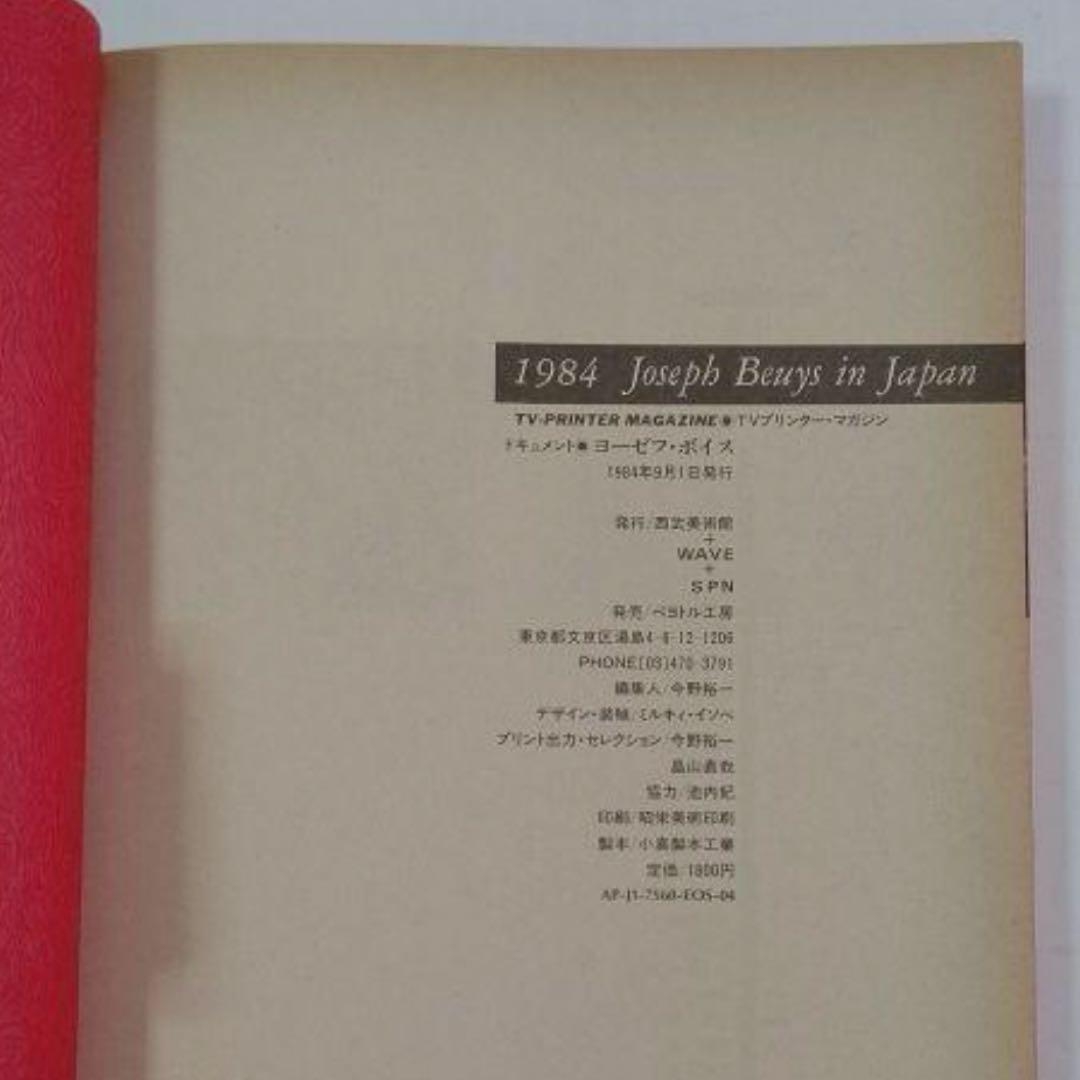 1984 Joseph Beuys in Japan
TV-PRINTER MAGAZINE●TVプリンター・マガジン
ドキュメント● ヨーゼフ・ボイス
1984年9月1日発行
発行/西武美術館
+
WAVE
+
SPN
発売/ペヨトル工房
東京都文京区湯島4-6-12-1206
PHONE[03]470-3791
編集人/今野裕一
デザイン・装幀/ミルキィ・イソベ
プリント出力・セレクション/今野裕一
畠山直哉
協力/池内紀
印刷/昭栄美術印刷
製本/小高製本工業
定価/1800円
AP-J1-7560-EOS-04